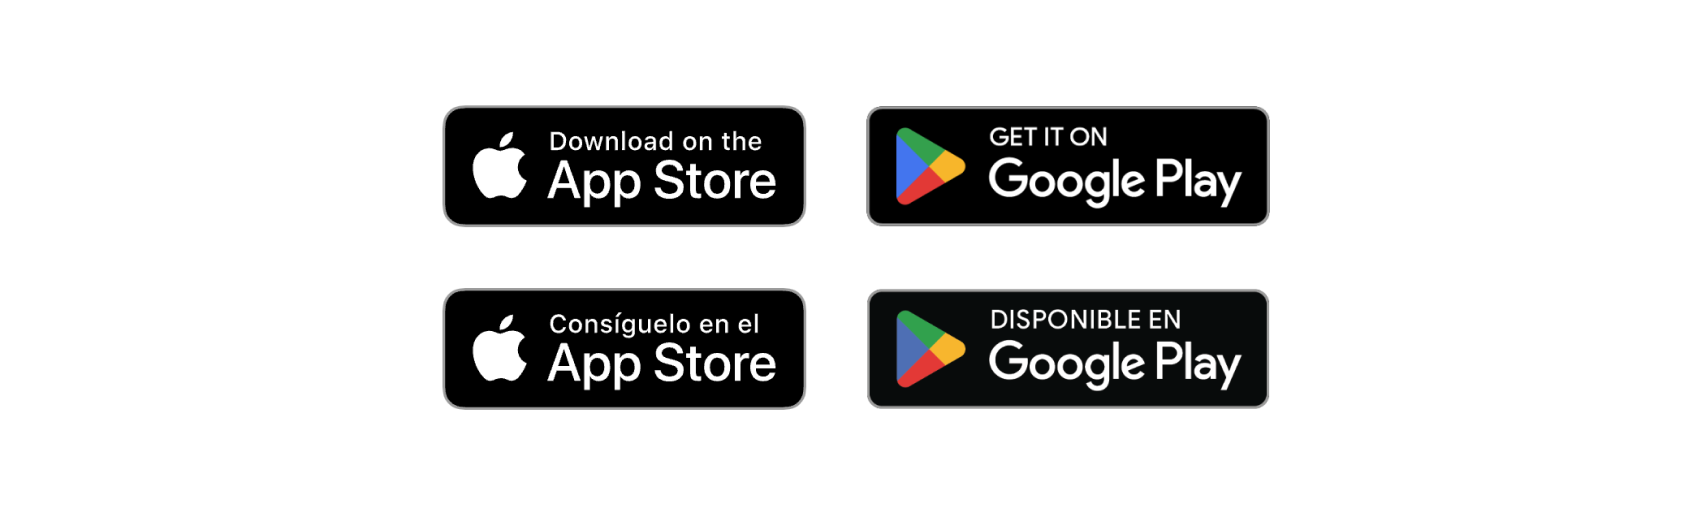 Download on the
App Store
GET IT ON
Google Play
Consíguelo en el
App Store
DISPONIBLE EN
Google Play